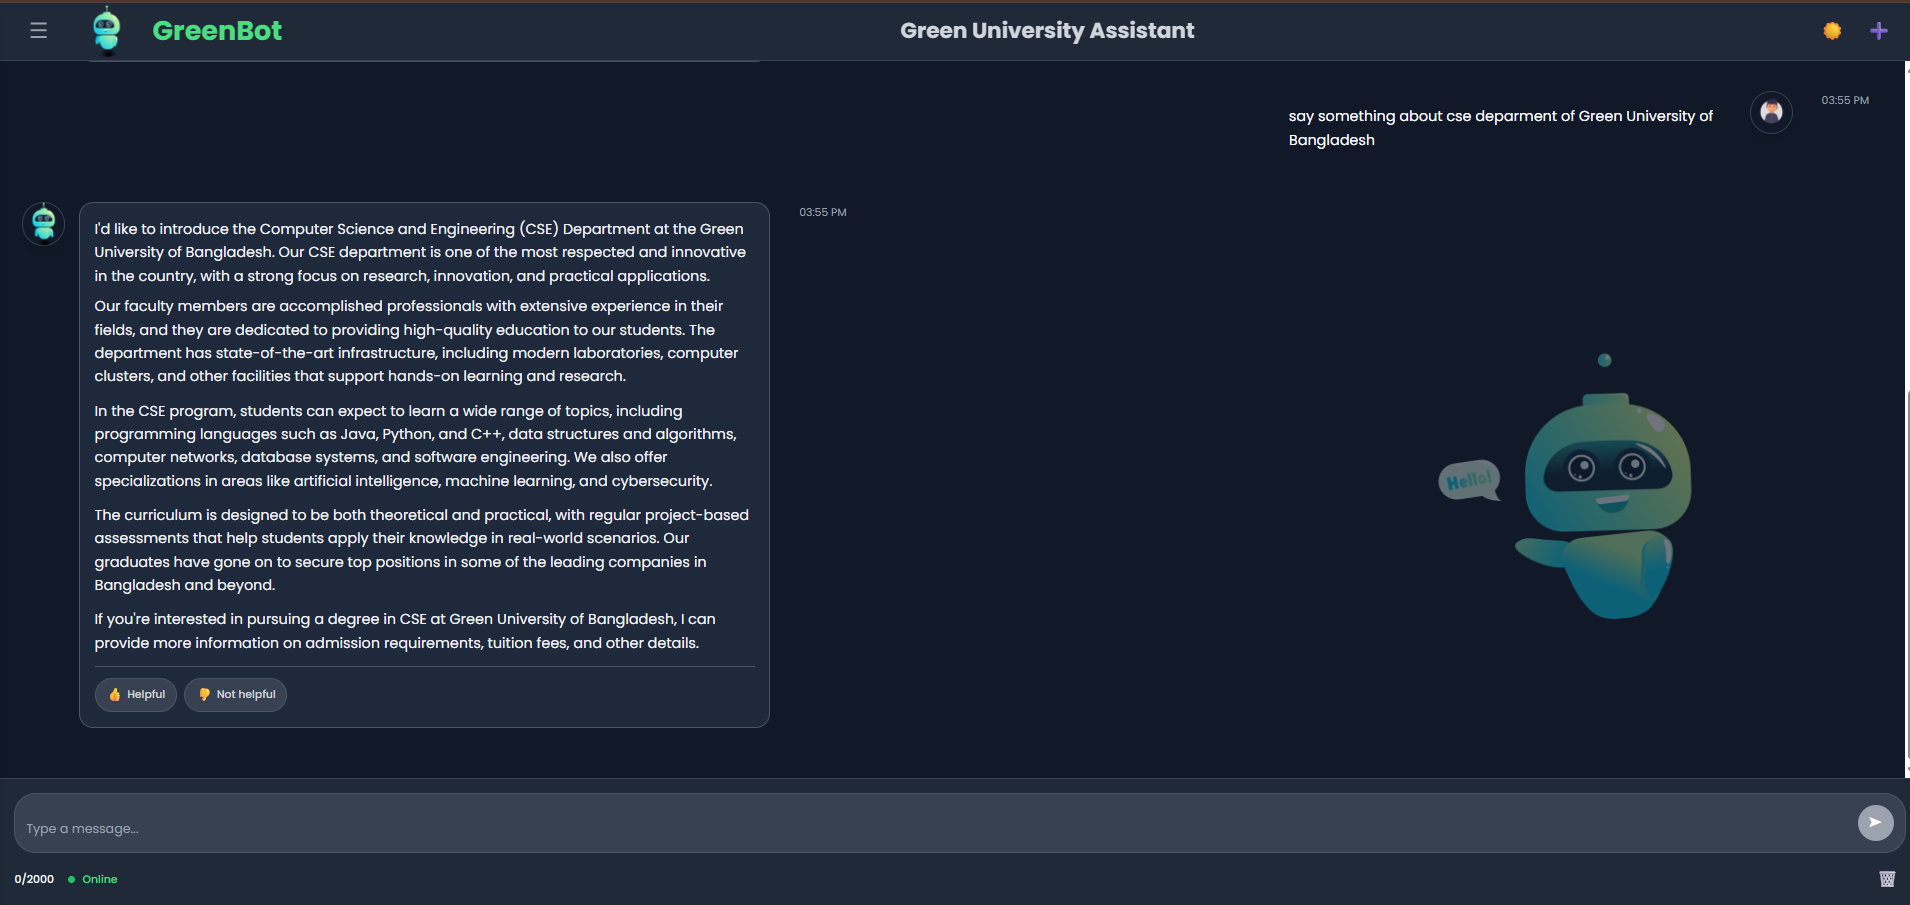 GreenBot
Green University Assistant
say something about cse deparment of Green University of
Bangladesh
03:55 PM
03:55 PM
I'd like to introduce the Computer Science and Engineering (CSE) Department at the Green
University of Bangladesh. Our CSE department is one of the most respected and innovative
in the country, with a strong focus on research, innovation, and practical applications.
Our faculty members are accomplished professionals with extensive experience in their
fields, and they are dedicated to providing high-quality education to our students. The
department has state-of-the-art infrastructure, including modern laboratories, computer
clusters, and other facilities that support hands-on learning and research.
In the CSE program, students can expect to learn a wide range of topics, including
programming languages such as Java, Python, and C++, data structures and algorithms,
computer networks, database systems, and software engineering. We also offer
specializations in areas like artificial intelligence, machine learning, and cybersecurity.
The curriculum is designed to be both theoretical and practical, with regular project-based
assessments that help students apply their knowledge in real-world scenarios. Our
graduates have gone on to secure top positions in some of the leading companies in
Bangladesh and beyond.
If you're interested in pursuing a degree in CSE at Green University of Bangladesh, I can
provide more information on admission requirements, tuition fees, and other details.
Helpful
Not helpful
Hello!
Type a message...
0/2000
Online